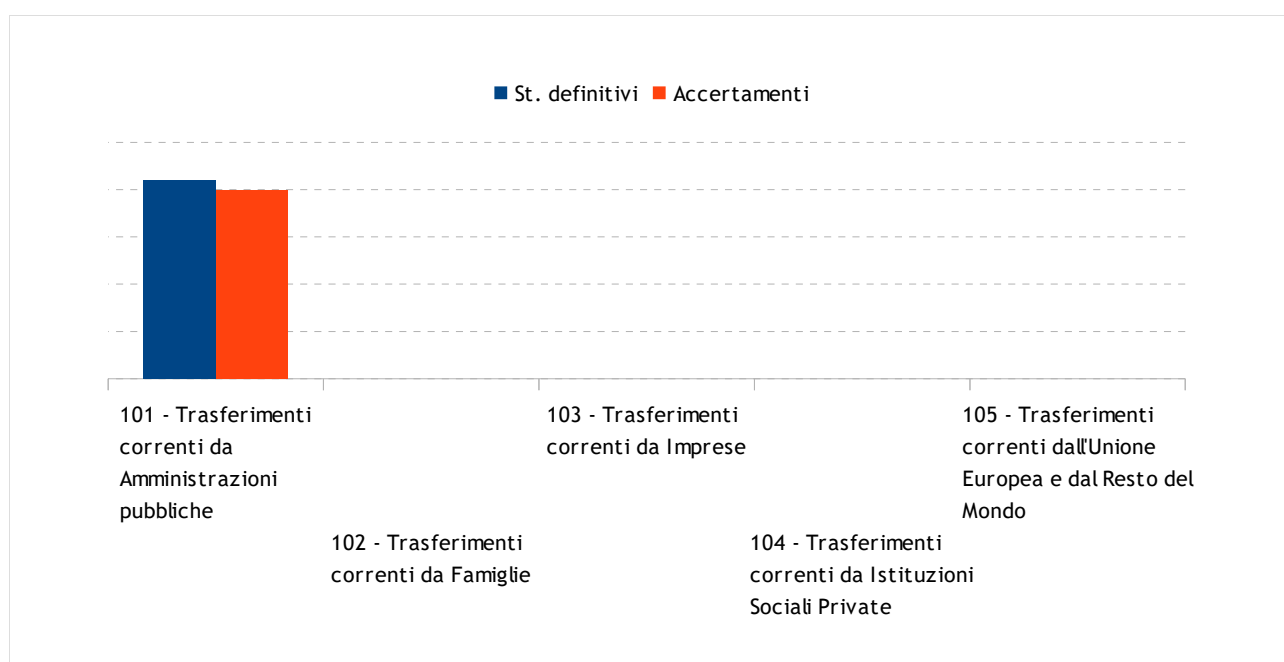 St. definitivi Accertamenti
101 - Trasferimenti
correnti da
Amministrazioni
pubbliche
102 - Trasferimenti
correnti da Famiglie
103 - Trasferimenti
correnti da Imprese
104 - Trasferimenti
correnti da Istituzioni
Sociali Private
105 - Trasferimenti
correnti dall'Unione
Europea e dal Resto del
Mondo